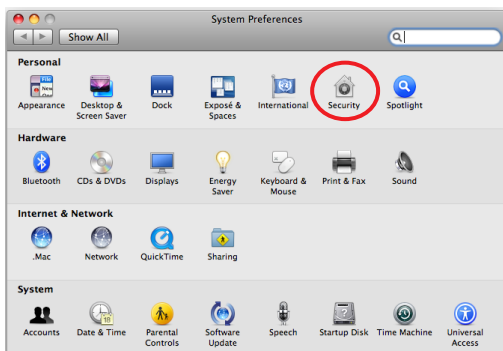 System Preferences
Show All
Personal
Appearance Desktop & Screen Saver Dock Exposé & Spaces International Security Spotlight
Hardware
Bluetooth CDs & DVDs Displays Energy Saver Keyboard & Mouse Print & Fax Sound
Internet & Network
.Mac Network QuickTime Sharing
System
Accounts Date & Time Parental Controls Software Update Speech Startup Disk Time Machine Universal Access